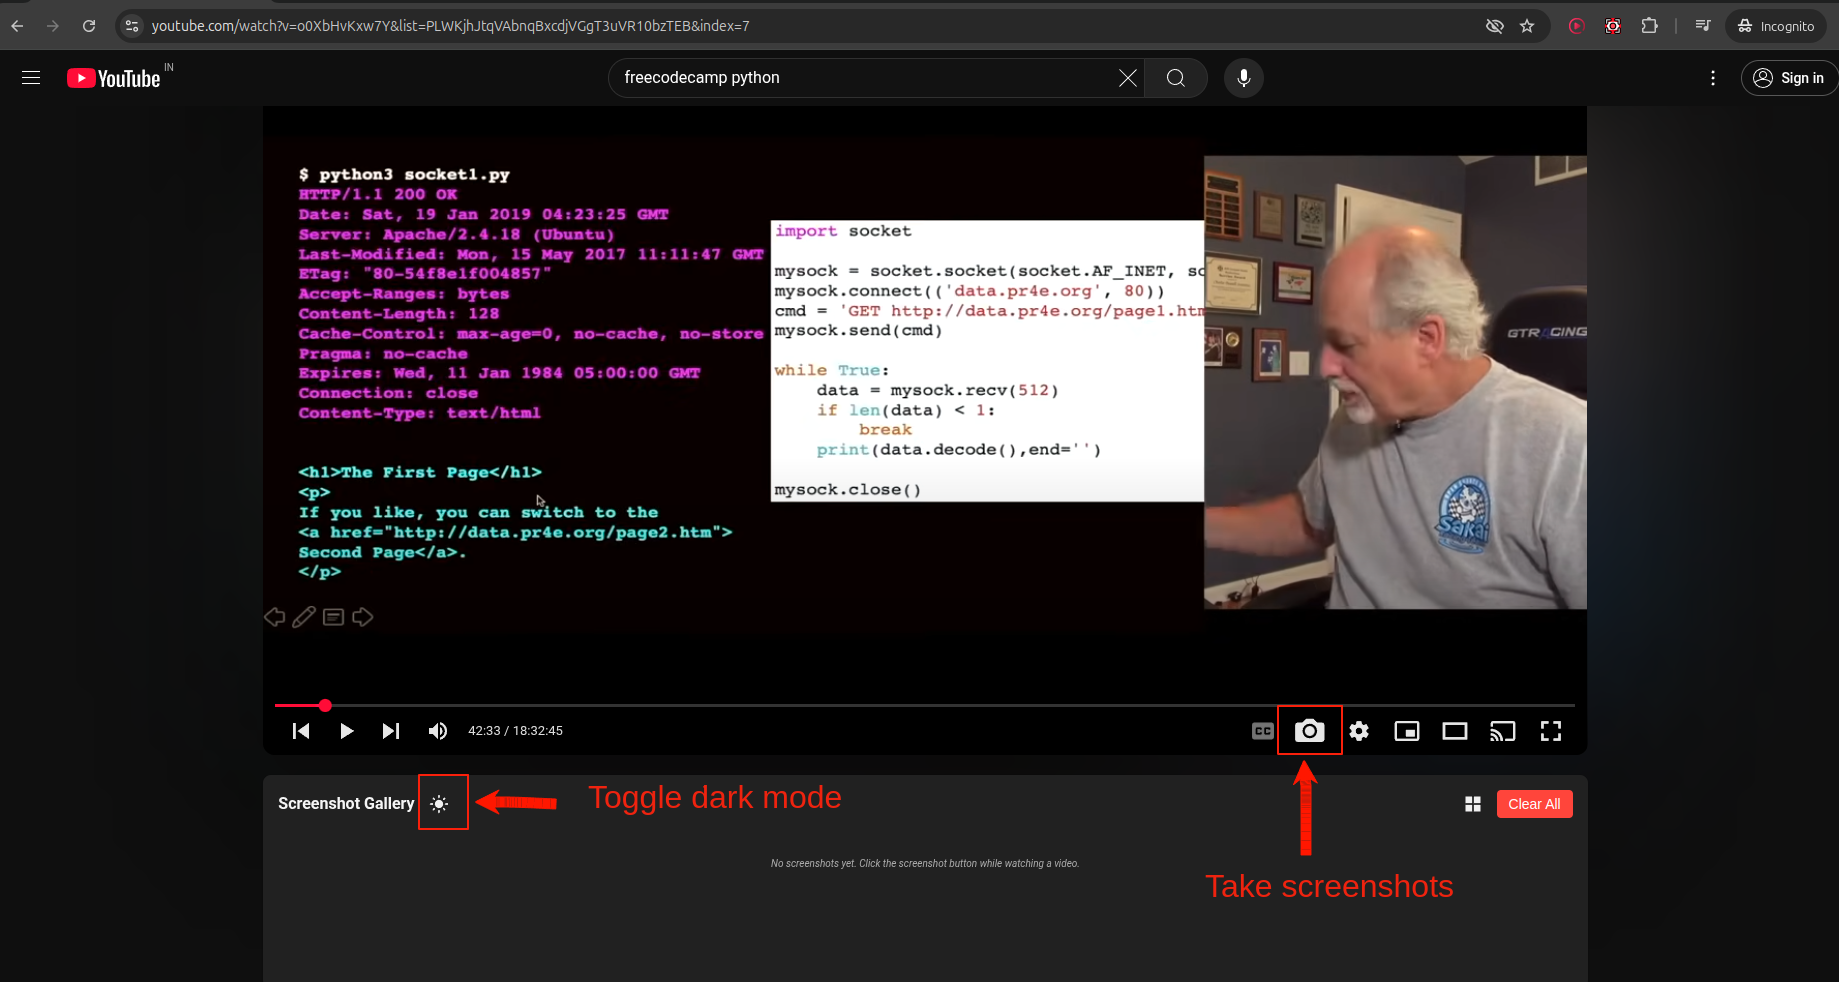 youtube.com/watch?v=o0XbHvKxw7Y&list=PLWKjhJtqVAbnqBxcdjVGgT3uVR10bzTEB&index=7
Incognito
YouTube IN
freecodecamp python
Sign in
$ python3 socket1.py
HTTP/1.1 200 OK
Date: Sat, 19 Jan 2019 04:23:25 GMT
Server: Apache/2.4.18 (Ubuntu)
Last-Modified: Mon, 15 May 2017 11:11:47 GMT
ETag: "80-54f8e1f004857"
Accept-Ranges: bytes
Content-Length: 128
Cache-Control: max-age=0, no-cache, no-store
Pragma: no-cache
Expires: Wed, 11 Jan 1984 05:00:00 GMT
Connection: close
Content-Type: text/html
<h1>The First Page</h1>
<p>
If you like, you can switch to the
<a href="http://data.pr4e.org/page2.htm">
Second Page</a>.
</p>
import socket
mysock = socket.socket(socket.AF_INET, so
mysock.connect(('data.pr4e.org', 80))
cmd = 'GET http://data.pr4e.org/page1.htm
mysock.send(cmd)
while True:
data = mysock.recv(512)
if len(data) < 1:
break
print(data.decode(),end='')
mysock.close()
GTRACING
Sakai
42:33 / 18:32:45
CC
Screenshot Gallery
Toggle dark mode
Clear All
No screenshots yet. Click the screenshot button while watching a video.
Take screenshots